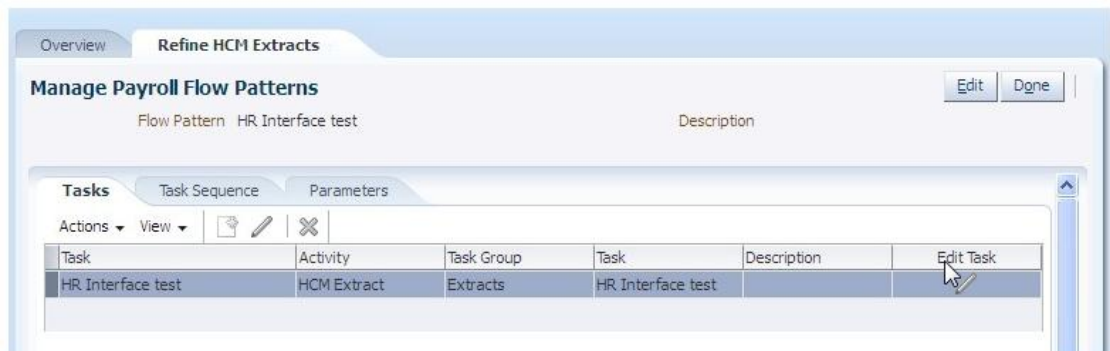 Overview Refine HCM Extracts
Manage Payroll Flow Patterns Edit Done
Flow Pattern HR Interface test Description
Tasks Task Sequence Parameters
Actions View
Task Activity Task Group Task Description Edit Task
HR Interface test HCM Extract Extracts HR Interface test